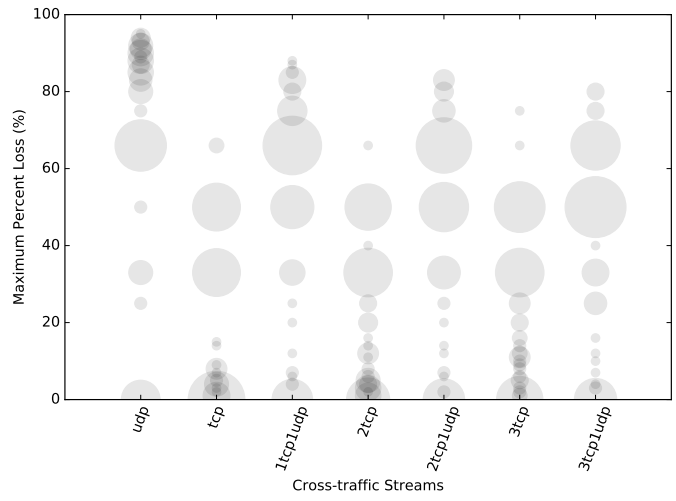 100
80
60
40
20
0
Maximum Percent Loss (%)
udp
tcp
1tcp1udp
2tcp
2tcp1udp
3tcp
3tcp1udp
Cross-traffic Streams